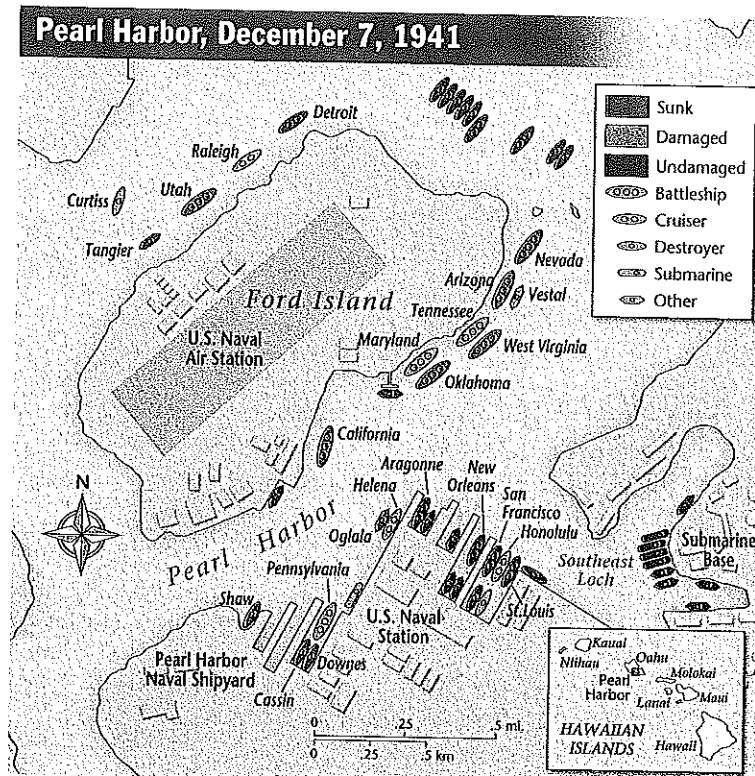 Pearl Harbor, December 7, 1941
Sunk
Damaged
Undamaged
Battleship
Cruiser
Destroyer
Submarine
Other
Detroit
Raleigh
Curtiss
Utah
Tangier
Nevada
Arizona
Vestal
Ford Island
Tennessee
U.S. Naval
Air Station
Maryland
West Virginia
Oklahoma
California
N
Aragonne
New
Orleans
Helena
San
Francisco
Honolulu
Oglala
Pearl Harbor
Southeast
Loch
Submarine
Base
Pennsylvania
St. Louis
Shaw
U.S. Naval
Station
Pearl Harbor
Naval Shipyard
Downes
Cassin
0 .25 .5 mi.
0 .5 km
Kauai
Niihau
Oahu
Pearl
Harbor
Molokai
Lanai
Maui
HAWAIIAN
ISLANDS
Hawaii